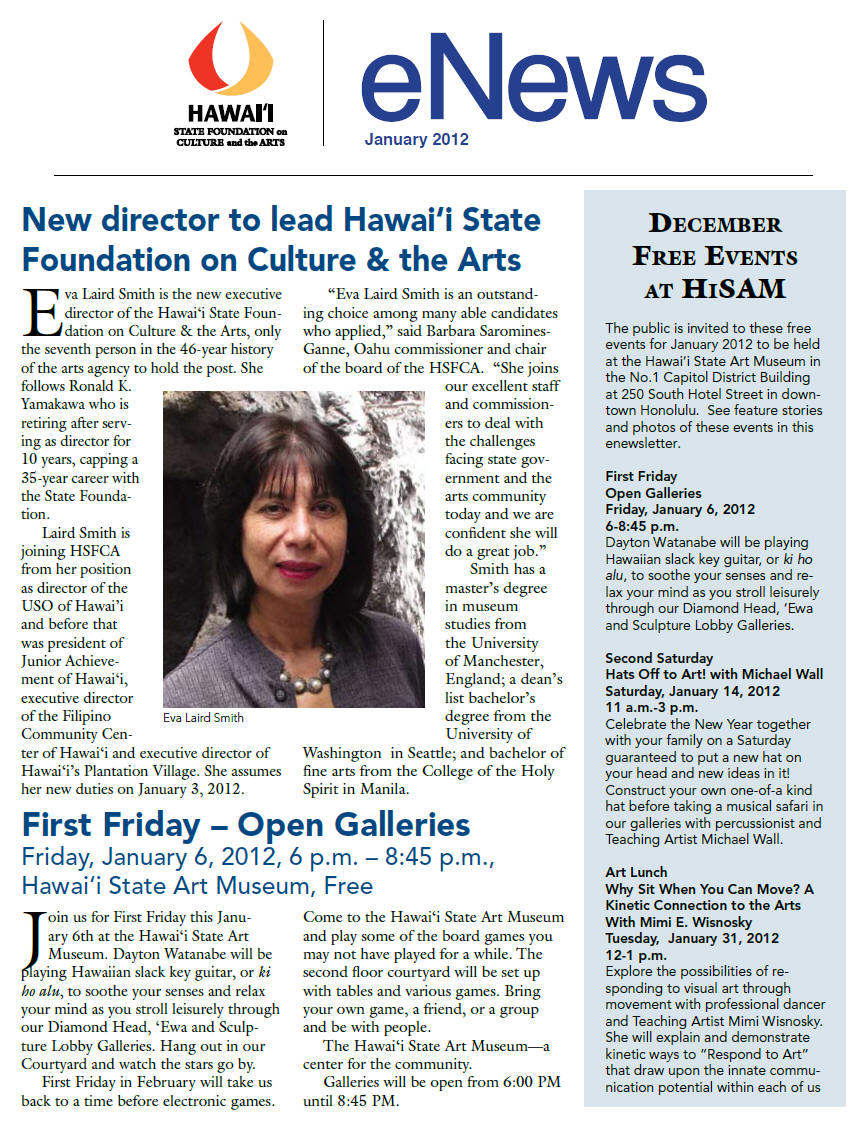 HAWAI‘I
STATE FOUNDATION on
CULTURE and the ARTS
eNews
January 2012
New director to lead Hawai‘i State
Foundation on Culture & the Arts
Eva Laird Smith is the new executive
director of the Hawai‘i State Foun-
dation on Culture & the Arts, only
the seventh person in the 46-year history
of the arts agency to hold the post. She
follows Ronald K.
Yamakawa who is
retiring after serv-
ing as director for
10 years, capping a
35-year career with
the State Founda-
tion.
Laird Smith is
joining HSFCA
from her position
as director of the
USO of Hawai’i
and before that
was president of
Junior Achieve-
ment of Hawai‘i,
executive director
of the Filipino
Community Cen-
ter of Hawai‘i and executive director of
Hawai‘i’s Plantation Village. She assumes
her new duties on January 3, 2012.
“Eva Laird Smith is an outstand-
ing choice among many able candidates
who applied,” said Barbara Saromines-
Ganne, Oahu commissioner and chair
of the board of the HSFCA.  “She joins
our excellent staff
and commission-
ers to deal with
the challenges
facing state gov-
ernment and the
arts community
today and we are
confident she will
do a great job.”
Smith has a
master’s degree
in museum
studies from
the University
of Manchester,
England; a dean’s
list bachelor’s
degree from the
University of
Washington  in Seattle; and bachelor of
fine arts from the College of the Holy
Spirit in Manila.
Eva Laird Smith
First Friday – Open Galleries
Friday, January 6, 2012, 6 p.m. – 8:45 p.m.,
Hawai‘i State Art Museum, Free
Join us for First Friday this Janu-
ary 6th at the Hawai‘i State Art
Museum. Dayton Watanabe will be
playing Hawaiian slack key guitar, or ki
ho alu, to soothe your senses and relax
your mind as you stroll leisurely through
our Diamond Head, ‘Ewa and Sculp-
ture Lobby Galleries. Hang out in our
Courtyard and watch the stars go by.
First Friday in February will take us
back to a time before electronic games.
Come to the Hawai‘i State Art Museum
and play some of the board games you
may not have played for a while. The
second floor courtyard will be set up
with tables and various games. Bring
your own game, a friend, or a group
and be with people.
The Hawai‘i State Art Museum—a
center for the community.
Galleries will be open from 6:00 PM
until 8:45 PM.
DECEMBER
FREE EVENTS
AT HISAM
The public is invited to these free
events for January 2012 to be held
at the Hawai’i State Art Museum in
the No.1 Capitol District Building
at 250 South Hotel Street in down-
town Honolulu.  See feature stories
and photos of these events in this
enewsletter.
First Friday
Open Galleries
Friday, January 6, 2012
6-8:45 p.m.
Dayton Watanabe will be playing
Hawaiian slack key guitar, or ki ho
alu, to soothe your senses and re-
lax your mind as you stroll leisurely
through our Diamond Head, ‘Ewa
and Sculpture Lobby Galleries.
Second Saturday
Hats Off to Art! with Michael Wall
Saturday, January 14, 2012
11 a.m.-3 p.m.
Celebrate the New Year together
with your family on a Saturday
guaranteed to put a new hat on
your head and new ideas in it!
Construct your own one-of-a kind
hat before taking a musical safari in
our galleries with percussionist and
Teaching Artist Michael Wall.
Art Lunch
Why Sit When You Can Move? A
Kinetic Connection to the Arts
With Mimi E. Wisnosky
Tuesday,  January 31, 2012
12-1 p.m.
Explore the possibilities of re-
sponding to visual art through
movement with professional dancer
and Teaching Artist Mimi Wisnosky.
She will explain and demonstrate
kinetic ways to “Respond to Art”
that draw upon the innate commu-
nication potential within each of us